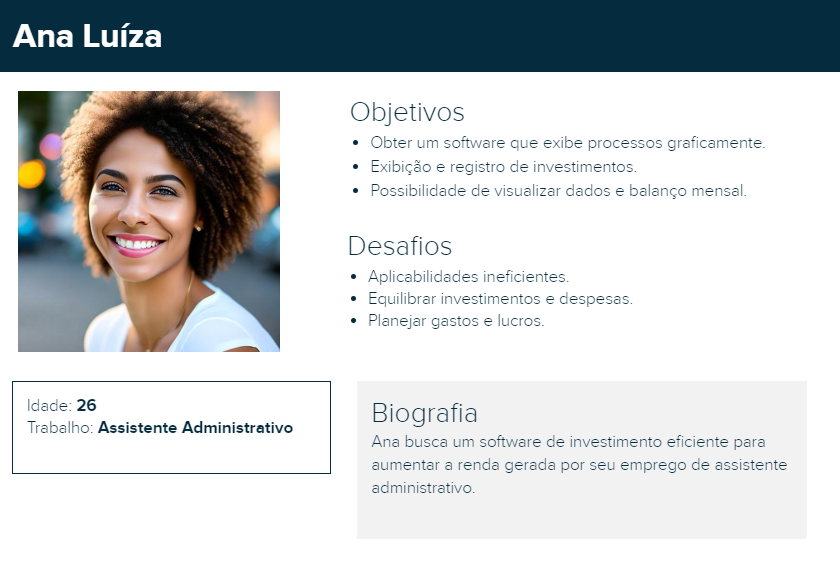 Ana Luíza
Objetivos
• Obter um software que exibe processos graficamente.
• Exibição e registro de investimentos.
• Possibilidade de visualizar dados e balanço mensal.
Desafios
• Aplicabilidades ineficientes.
• Equilibrar investimentos e despesas.
• Planejar gastos e lucros.
Idade: 26
Trabalho: Assistente Administrativo
Biografia
Ana busca um software de investimento eficiente para
aumentar a renda gerada por seu emprego de assistente
administrativo.